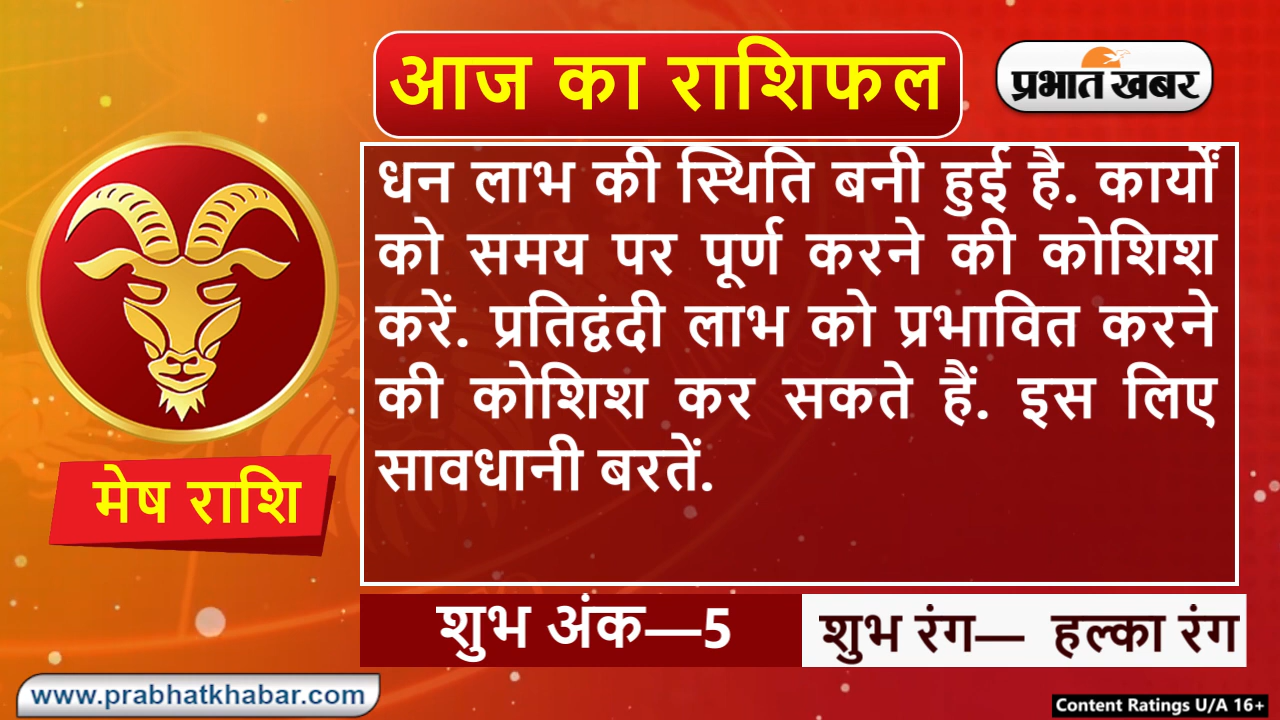 आज का राशिफल
प्रभात खबर
धन लाभ की स्थिति बनी हुई है. कार्यों
को समय पर पूर्ण करने की कोशिश
करें. प्रतिद्वंदी लाभ को प्रभावित करने
की कोशिश कर सकते हैं. इस लिए
सावधानी बरतें.
मेष राशि
शुभ अंक—5
शुभ रंग— हल्का रंग
www.prabhatkhabar.com
Content Ratings U/A 16+